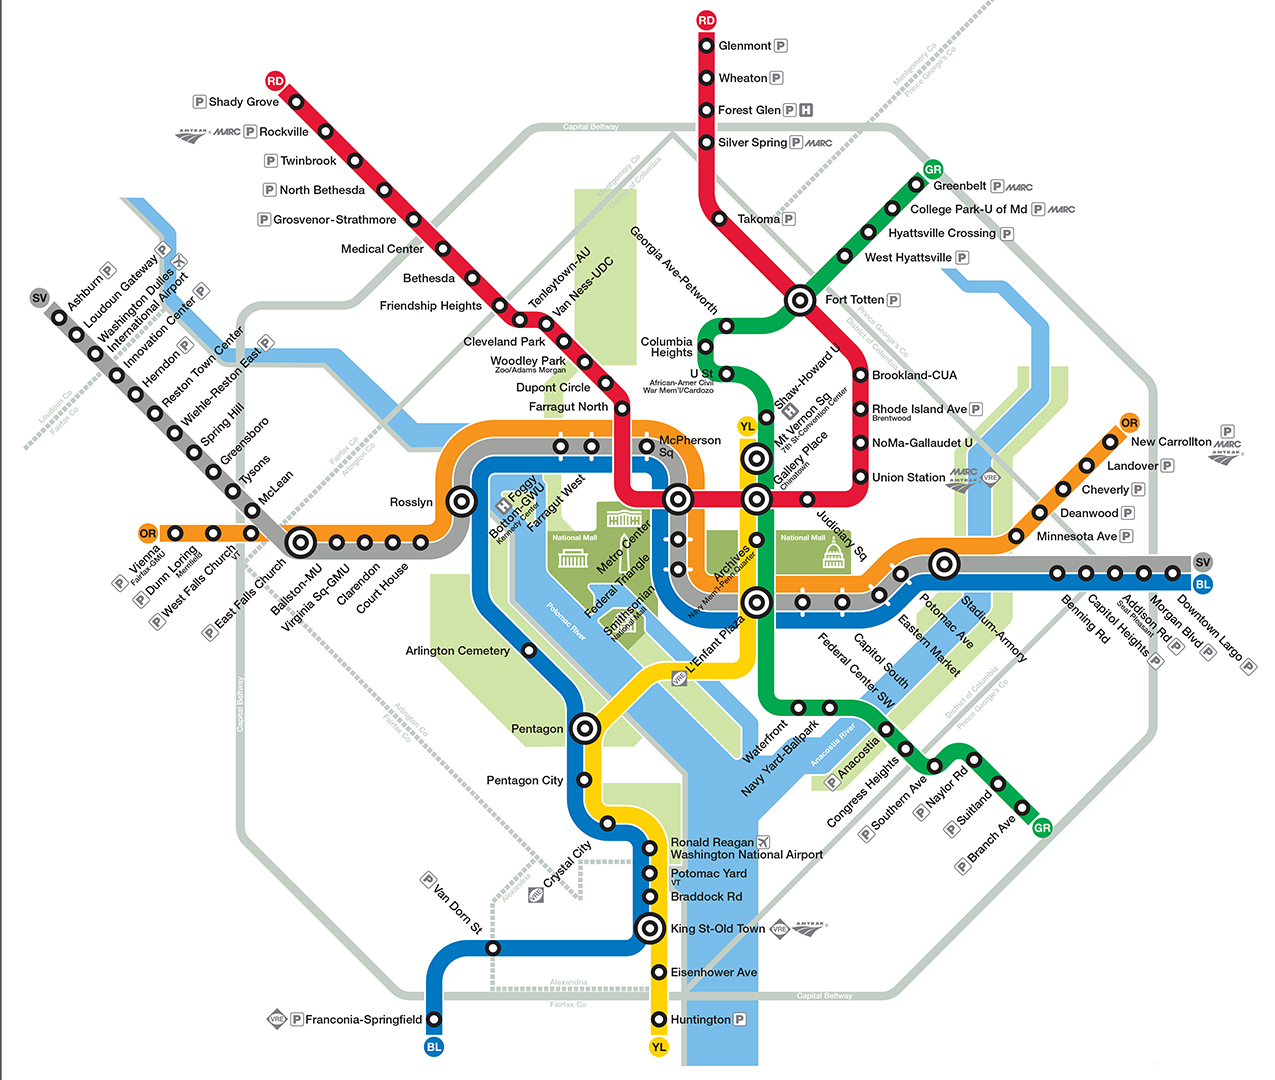 RD
Glenmont P
Wheaton P
Forest Glen P H
Silver Spring P MARC
Takoma P
RD
P Shady Grove
AMTRAK MARC P Rockville
P Twinbrook
P North Bethesda
P Grosvenor-Strathmore
Medical Center
Bethesda
Friendship Heights
Tenleytown-AU
Van Ness-UDC
Cleveland Park
Woodley Park
Zoo/Adams Morgan
Dupont Circle
Farragut North
Capital Beltway
Montgomery Co
District of Columbia
Montgomery Co
Prince George's Co
GR
Greenbelt P MARC
College Park-U of Md P MARC
Hyattsville Crossing P
West Hyattsville P
Fort Totten P
Georgia Ave-Petworth
Columbia
Heights
U St
African-Amer Civil
War Mem'l/Cardozo
Shaw-Howard U
H
Mt Vernon Sq
7th St-Convention Center
Gallery Place
Chinatown
Prince George's Co
District of Columbia
Brookland-CUA
Rhode Island Ave P
Brentwood
NoMa-Gallaudet U
Union Station MARC
AMTRAK
VRE
Judiciary Sq
YL
SV
Ashburn P
Loudoun Gateway P
Washington Dulles
International Airport
Innovation Center P
Herndon P
Reston Town Center
Wiehle-Reston East P
Spring Hill
Greensboro
Tysons
McLean
Loudoun Co
Fairfax Co
Fairfax Co
Arlington Co
OR
P Vienna
Fairfax-GMU
P Dunn Loring
Merrifield
P West Falls Church
VT
P East Falls Church
Ballston-MU
Virginia Sq-GMU
Clarendon
Court House
Rosslyn
H Foggy
Bottom-GWU
Kennedy Center
Farragut West
McPherson
Sq
Metro Center
Federal Triangle
Smithsonian
National Mall
National Mall
National Mall
Archives
Navy Mem'l-Penn Quarter
VRE L'Enfant Plaza
Federal Center SW
Capitol South
Eastern Market
Potomac Ave
Stadium-Armory
OR
New Carrollton P
MARC
AMTRAK
Landover P
Cheverly P
Deanwood P
Minnesota Ave P
SV
BL
Benning Rd
Capitol Heights P
Addison Rd P
Seat Pleasant
Morgan Blvd P
Downtown Largo P
Potomac River
Arlington Cemetery
Pentagon
Pentagon City
VRE Crystal City
Ronald Reagan
Washington National Airport
Potomac Yard
VT
Braddock Rd
King St-Old Town VRE AMTRAK
Eisenhower Ave
Huntington P
YL
P Van Dorn St
VRE P Franconia-Springfield
BL
Waterfront
Navy Yard-Ballpark
Anacostia River
P Anacostia
Congress Heights
P Southern Ave
P Naylor Rd
P Suitland
P Branch Ave
GR
District of Columbia
Prince George's Co
Arlington Co
Fairfax Co
Capital Beltway
Alexandria
Alexandria
Fairfax Co
Capital Beltway